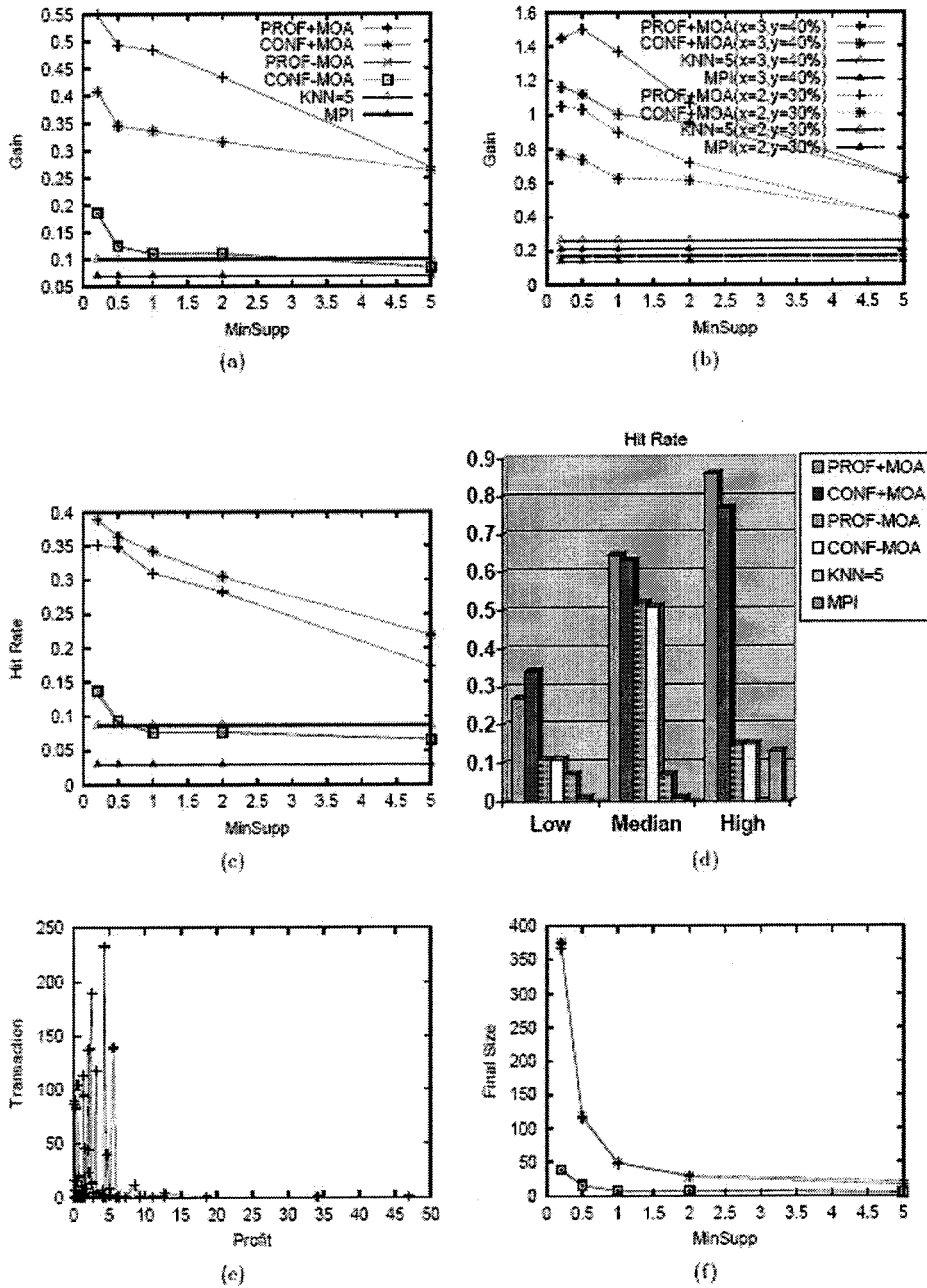 0.55
0.5
0.45
0.4
0.35
0.3
0.25
0.2
0.15
0.1
0.05
0
Gain
PROF+MOA
CONF+MOA
PROF-MOA
CONF-MOA
KNN=5
MPI
0 0.5 1 1.5 2 2.5 3 3.5 4 4.5 5
MinSupp
(a)
1.6
1.4
1.2
1
0.8
0.6
0.4
0.2
0
Gain
PROF+MOA(x=3,y=40%)
CONF+MOA(x=3,y=40%)
KNN=5(x=3,y=40%)
MPI(x=3,y=40%)
PROF+MOA(x=2,y=30%)
CONF+MOA(x=2,y=30%)
KNN=5(x=2,y=30%)
MPI(x=2,y=30%)
0 0.5 1 1.5 2 2.5 3 3.5 4 4.5 5
MinSupp
(b)
0.4
0.35
0.3
0.25
0.2
0.15
0.1
0.05
0
Hit Rate
0 0.5 1 1.5 2 2.5 3 3.5 4 4.5 5
MinSupp
(c)
Hit Rate
0.9
0.8
0.7
0.6
0.5
0.4
0.3
0.2
0.1
0
Low Median High
PROF+MOA
CONF+MOA
PROF-MOA
CONF-MOA
KNN=5
MPI
(d)
250
200
150
100
50
0
Transaction
0 5 10 15 20 25 30 35 40 45 50
Profit
(e)
400
350
300
250
200
150
100
50
0
Final Size
0 0.5 1 1.5 2 2.5 3 3.5 4 4.5 5
MinSupp
(f)